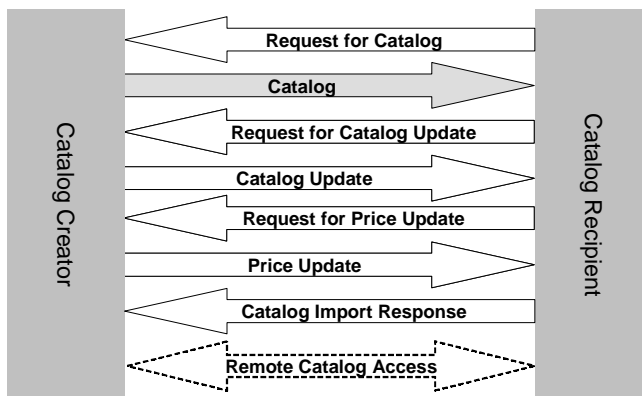 Catalog Creator
Request for Catalog
Catalog
Request for Catalog Update
Catalog Update
Request for Price Update
Price Update
Catalog Import Response
Remote Catalog Access
Catalog Recipient